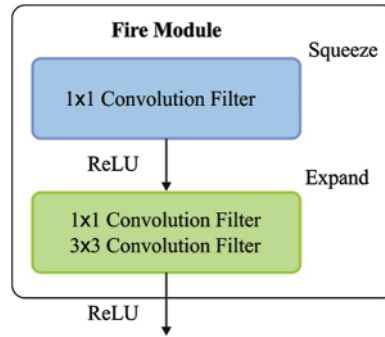 Fire Module
Squeeze
1x1 Convolution Filter
ReLU
Expand
1x1 Convolution Filter
3x3 Convolution Filter
ReLU